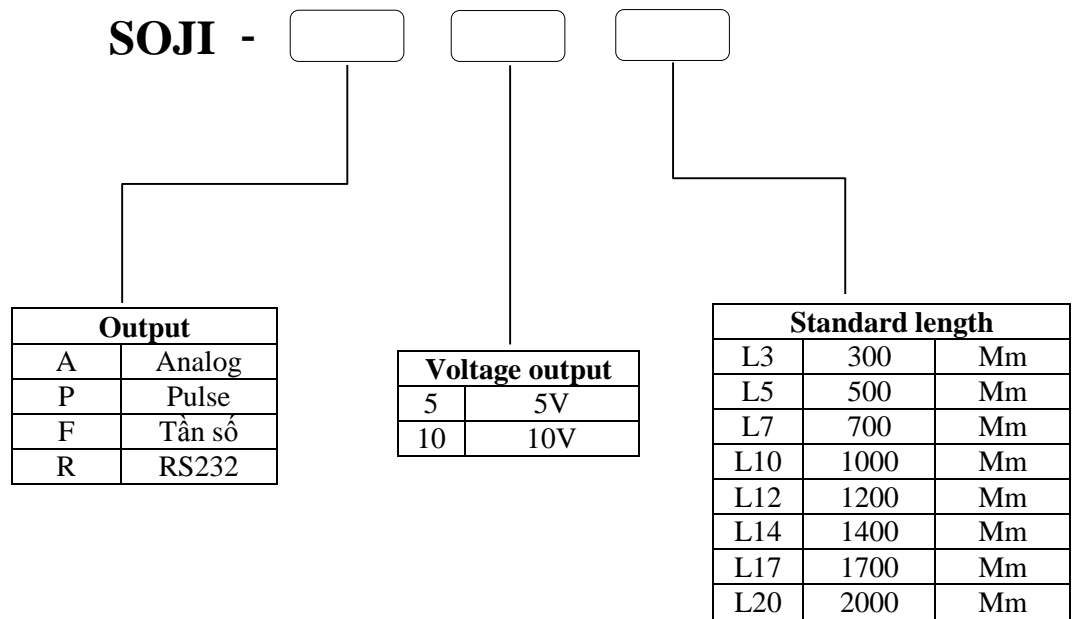 SOJI -
Output
A Analog
P Pulse
F Tần số
R RS232
Voltage output
5 5V
10 10V
Standard length
L3 300 Mm
L5 500 Mm
L7 700 Mm
L10 1000 Mm
L12 1200 Mm
L14 1400 Mm
L17 1700 Mm
L20 2000 Mm